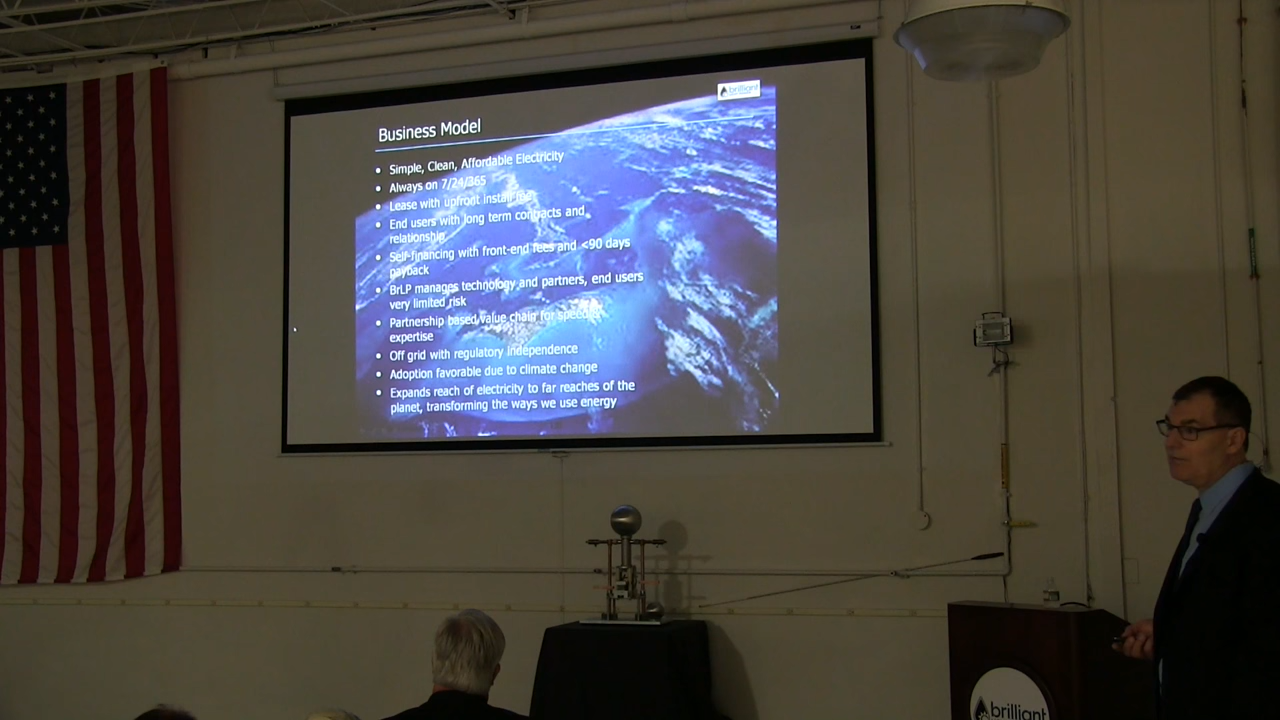 brilliant
Business Model
• Simple, Clean, Affordable Electricity
• Always on 7/24/365
• Lease with upfront install fee
• End users with long term contracts and
relationship
• Self-financing with front-end fees and <90 days
payback
• BrLP manages technology and partners, end users
very limited risk
• Partnership based value chain for speed &
expertise
• Off grid with regulatory independence
• Adoption favorable due to climate change
• Expands reach of electricity to far reaches of the
planet, transforming the ways we use energy
brilliant